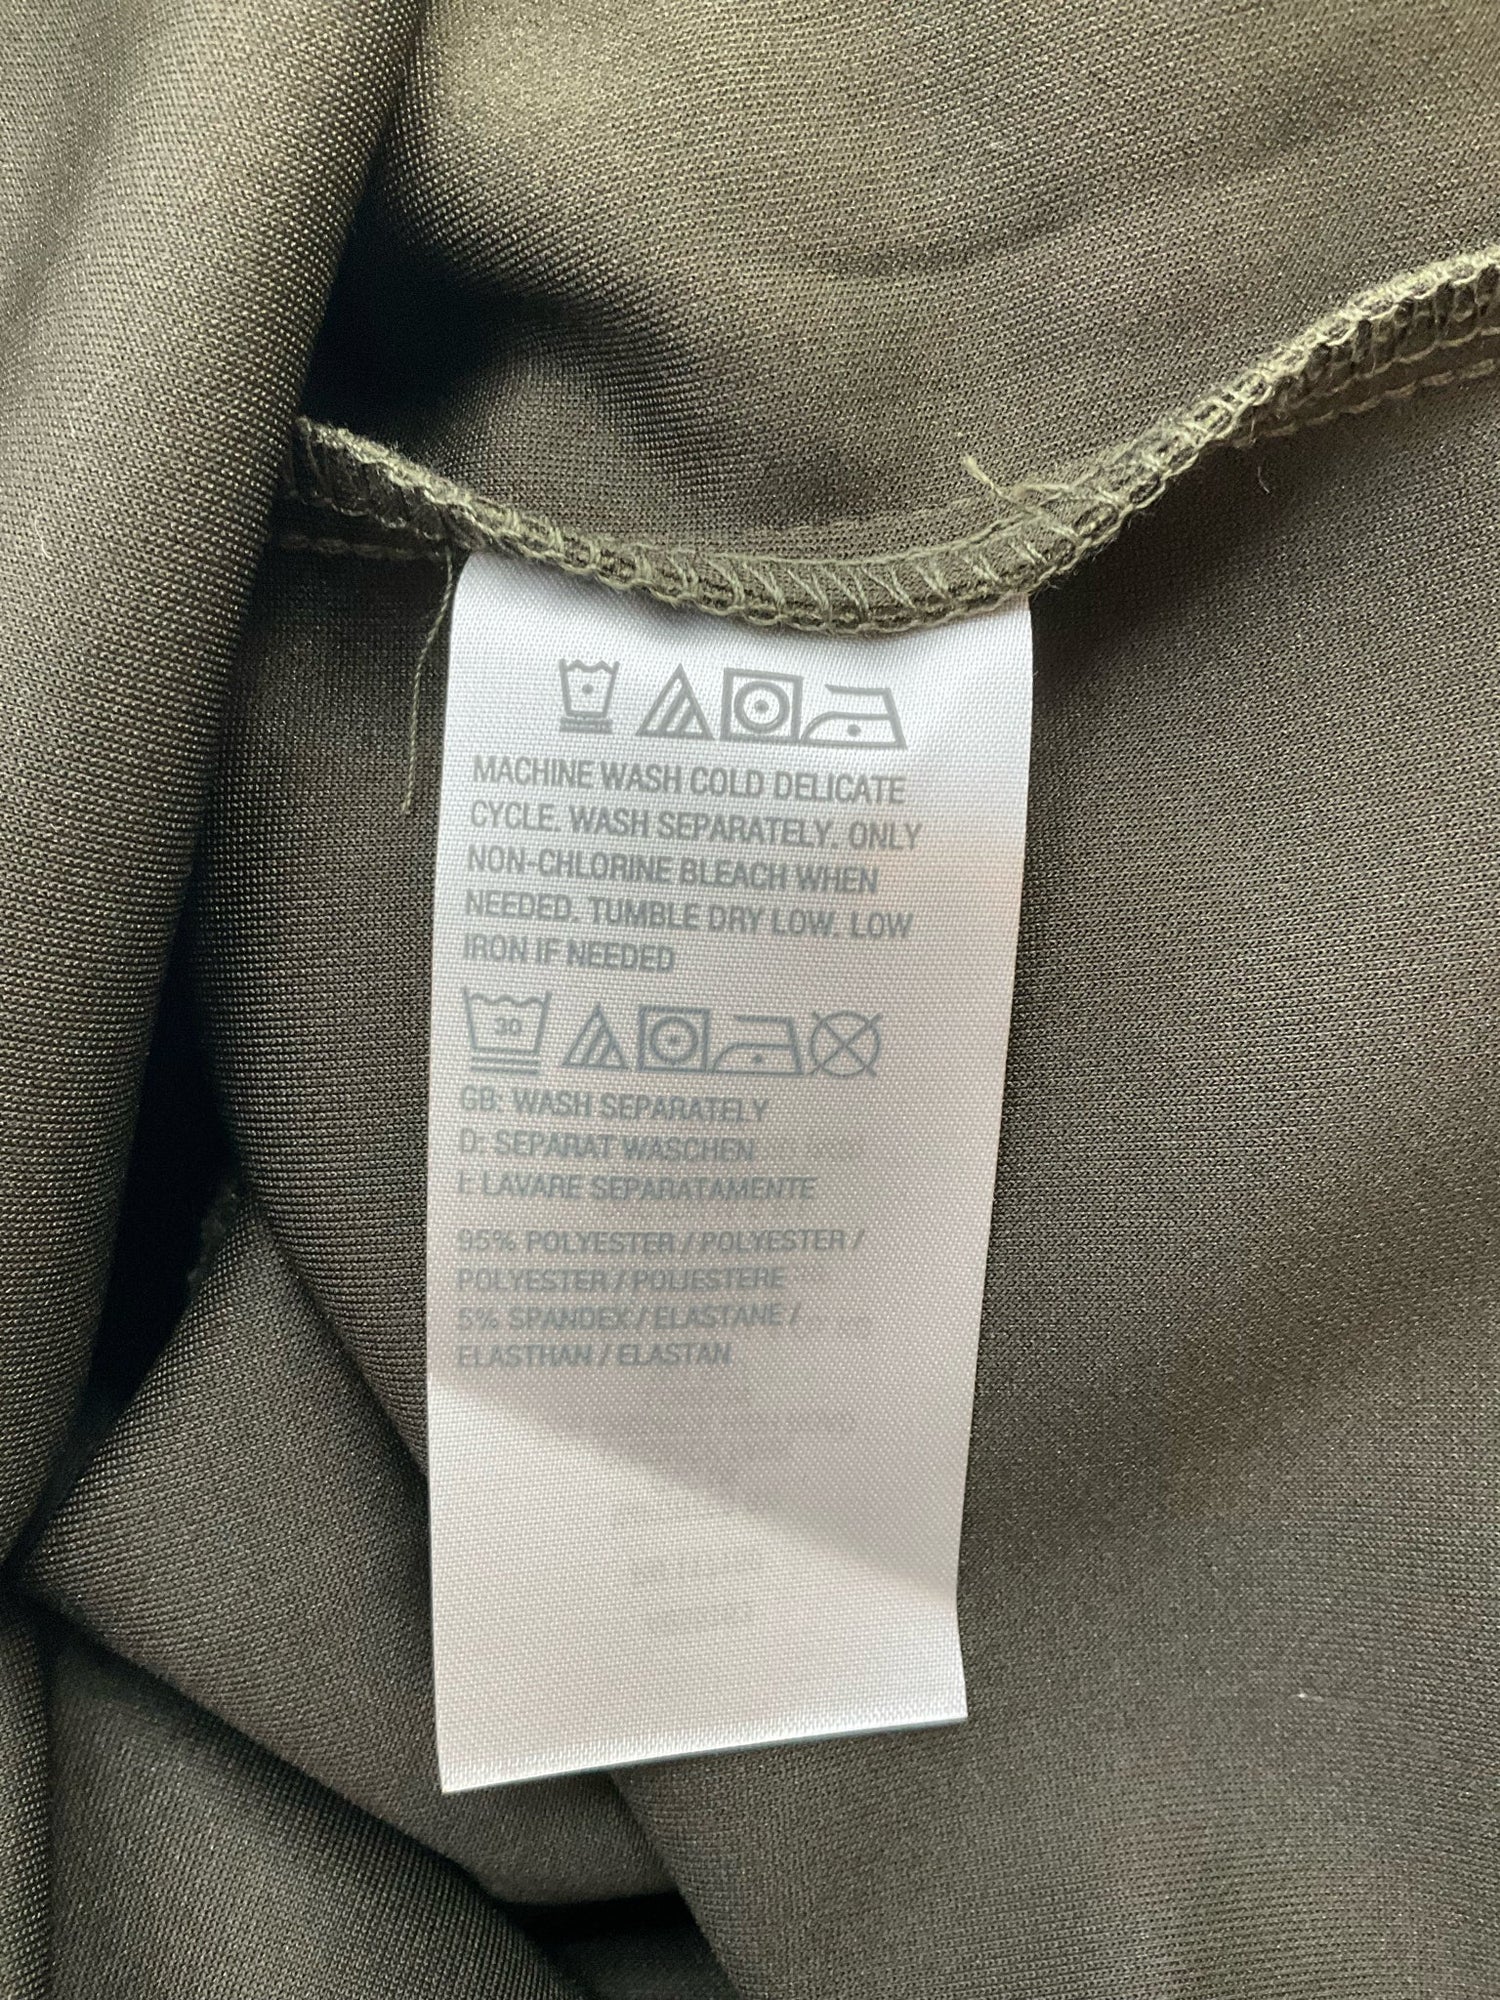 MACHINE WASH COLD DELICATE
CYCLE. WASH SEPARATELY. ONLY
NON-CHLORINE BLEACH WHEN
NEEDED. TUMBLE DRY LOW. LOW
IRON IF NEEDED
30
GB: WASH SEPARATELY
D: SEPARAT WASCHEN
I: LAVARE SEPARATAMENTE
95% POLYESTER / POLYESTER /
POLYESTER / POLIESTERE
5% SPANDEX / ELASTANE /
ELASTHAN / ELASTAN